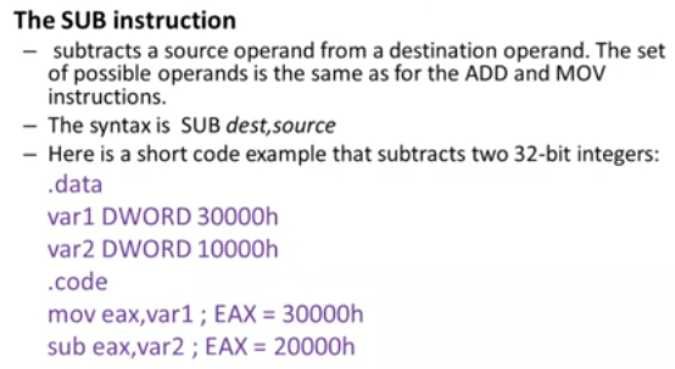 The SUB instruction
– subtracts a source operand from a destination operand. The set
of possible operands is the same as for the ADD and MOV
instructions.
– The syntax is SUB dest,source
– Here is a short code example that subtracts two 32-bit integers:
.data
var1 DWORD 30000h
var2 DWORD 10000h
.code
mov eax,var1 ; EAX = 30000h
sub eax,var2 ; EAX = 20000h